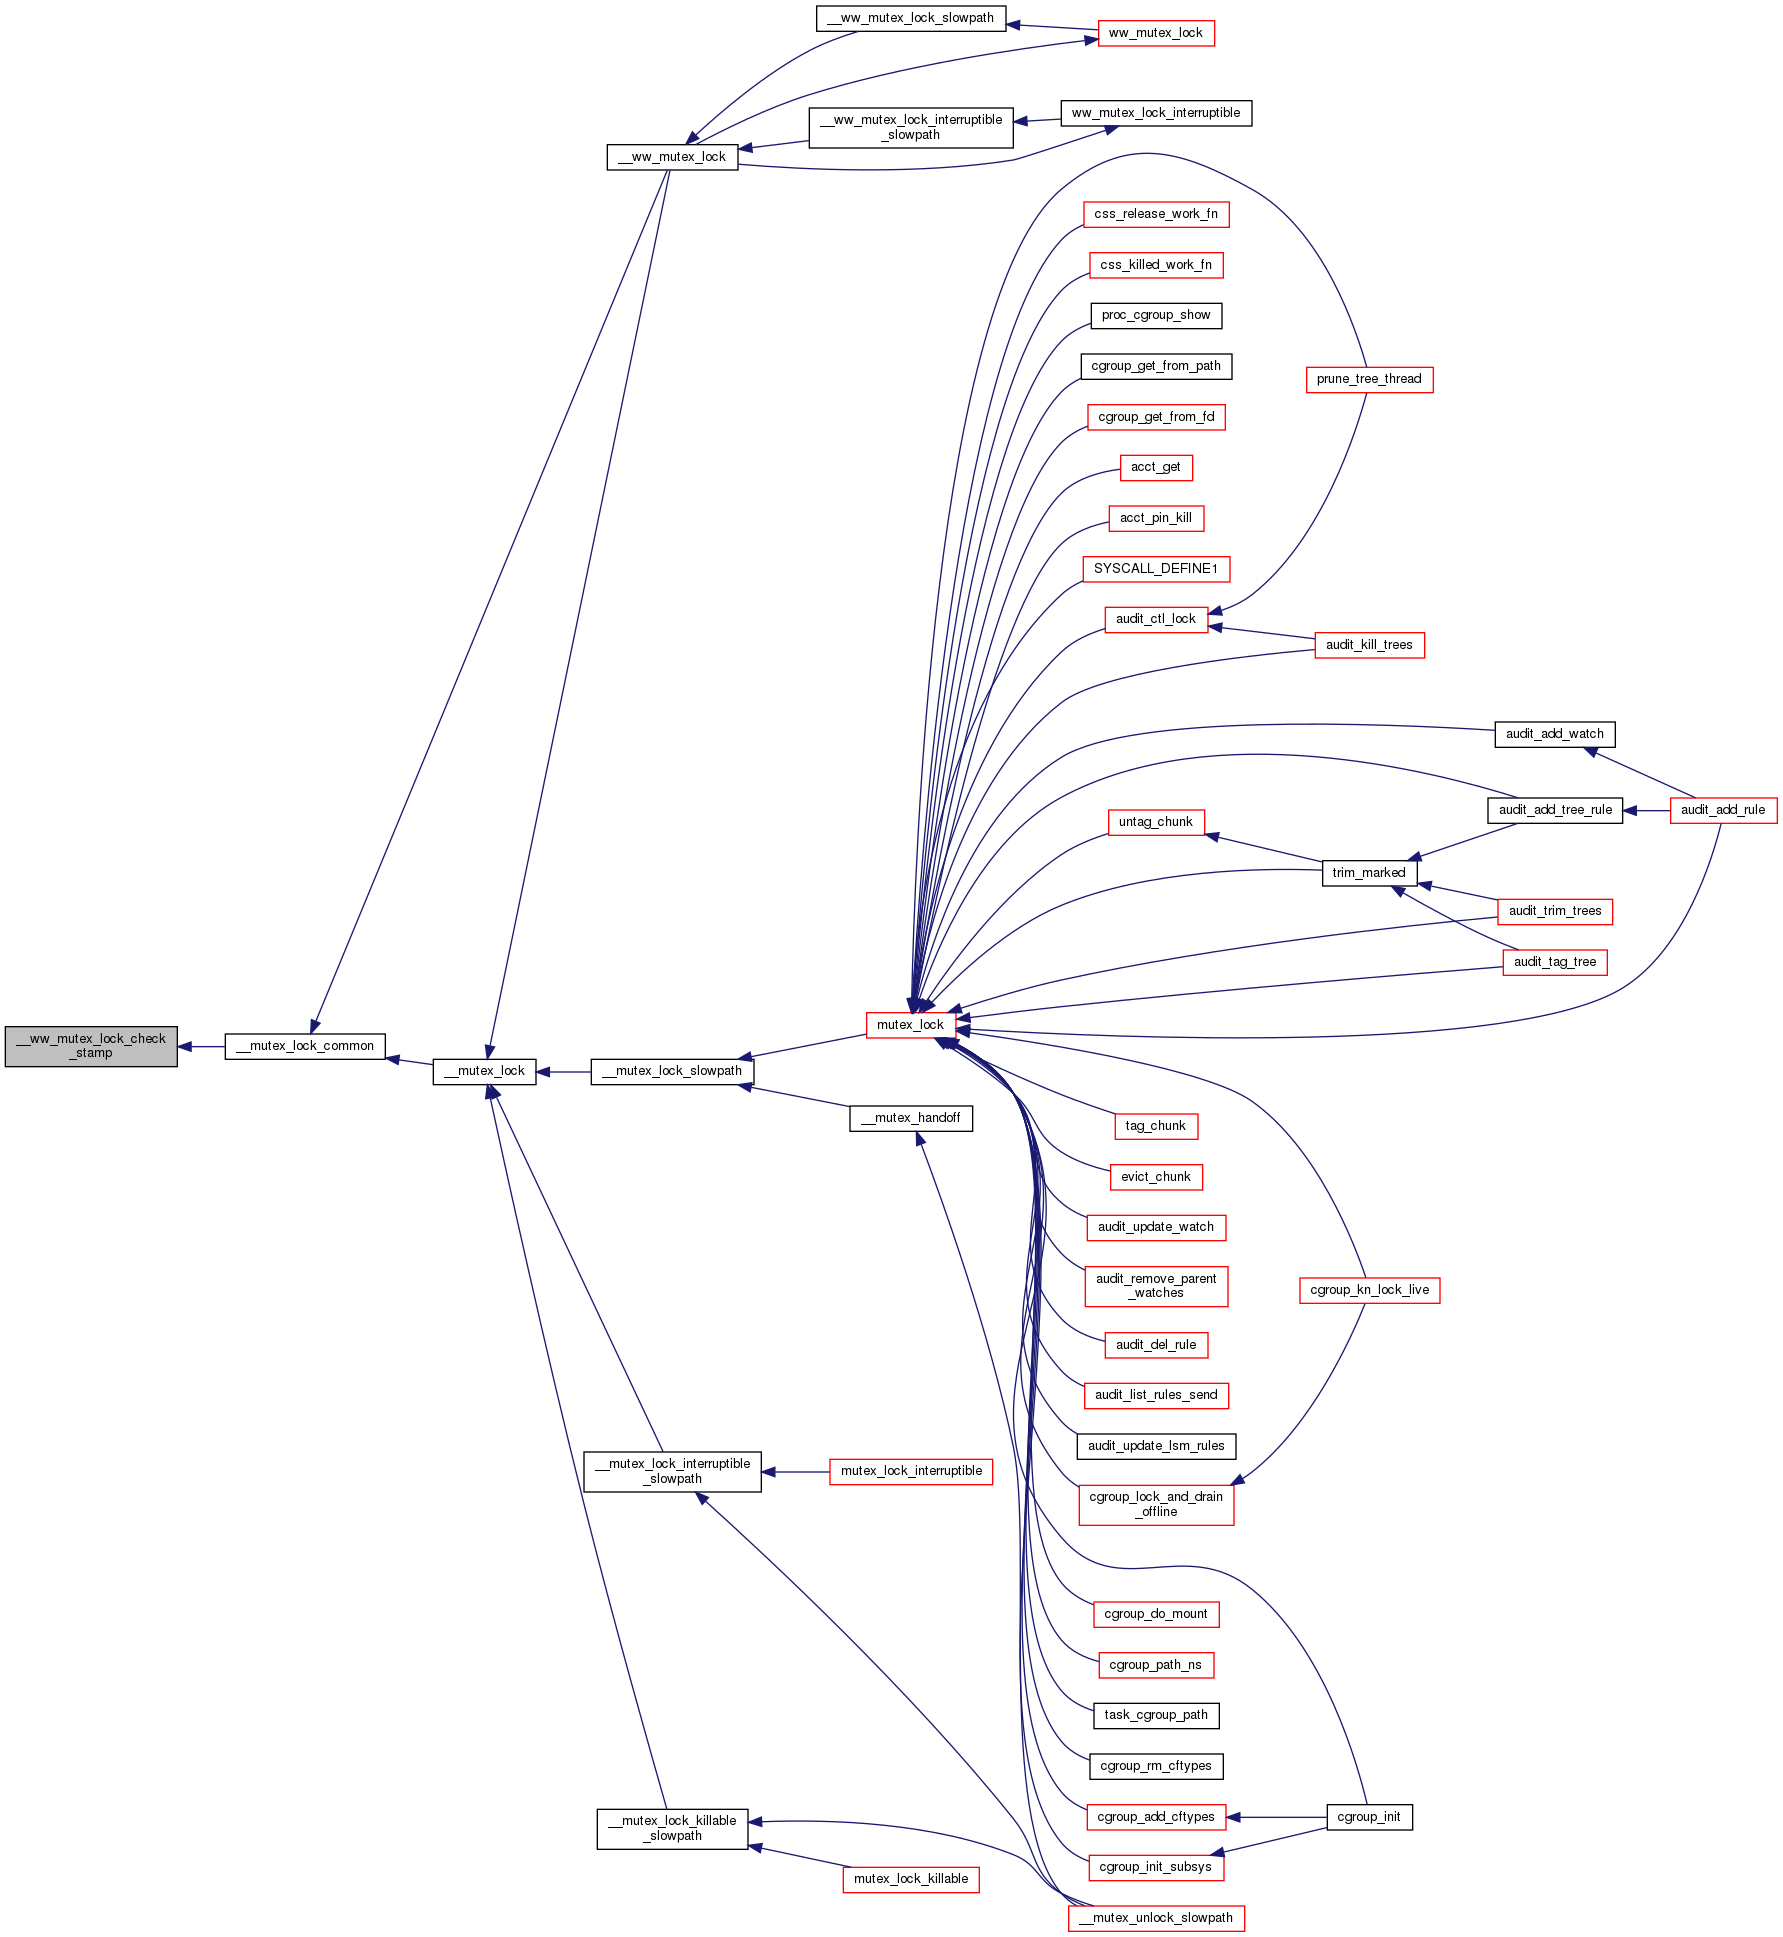 __ww_mutex_lock_slowpath
ww_mutex_lock
ww_mutex_lock_interruptible
__ww_mutex_lock_interruptible
_slowpath
__ww_mutex_lock
css_release_work_fn
css_killed_work_fn
proc_cgroup_show
cgroup_get_from_path
prune_tree_thread
cgroup_get_from_fd
acct_get
acct_pin_kill
SYSCALL_DEFINE1
audit_ctl_lock
audit_kill_trees
audit_add_watch
audit_add_tree_rule
audit_add_rule
untag_chunk
trim_marked
audit_trim_trees
audit_tag_tree
mutex_lock
__ww_mutex_lock_check
_stamp
__mutex_lock_common
__mutex_lock
__mutex_lock_slowpath
__mutex_handoff
tag_chunk
evict_chunk
audit_update_watch
audit_remove_parent
_watches
cgroup_kn_lock_live
audit_del_rule
audit_list_rules_send
audit_update_lsm_rules
__mutex_lock_interruptible
_slowpath
mutex_lock_interruptible
cgroup_lock_and_drain
_offline
cgroup_do_mount
cgroup_path_ns
task_cgroup_path
cgroup_rm_cftypes
cgroup_add_cftypes
cgroup_init
__mutex_lock_killable
_slowpath
cgroup_init_subsys
mutex_lock_killable
__mutex_unlock_slowpath